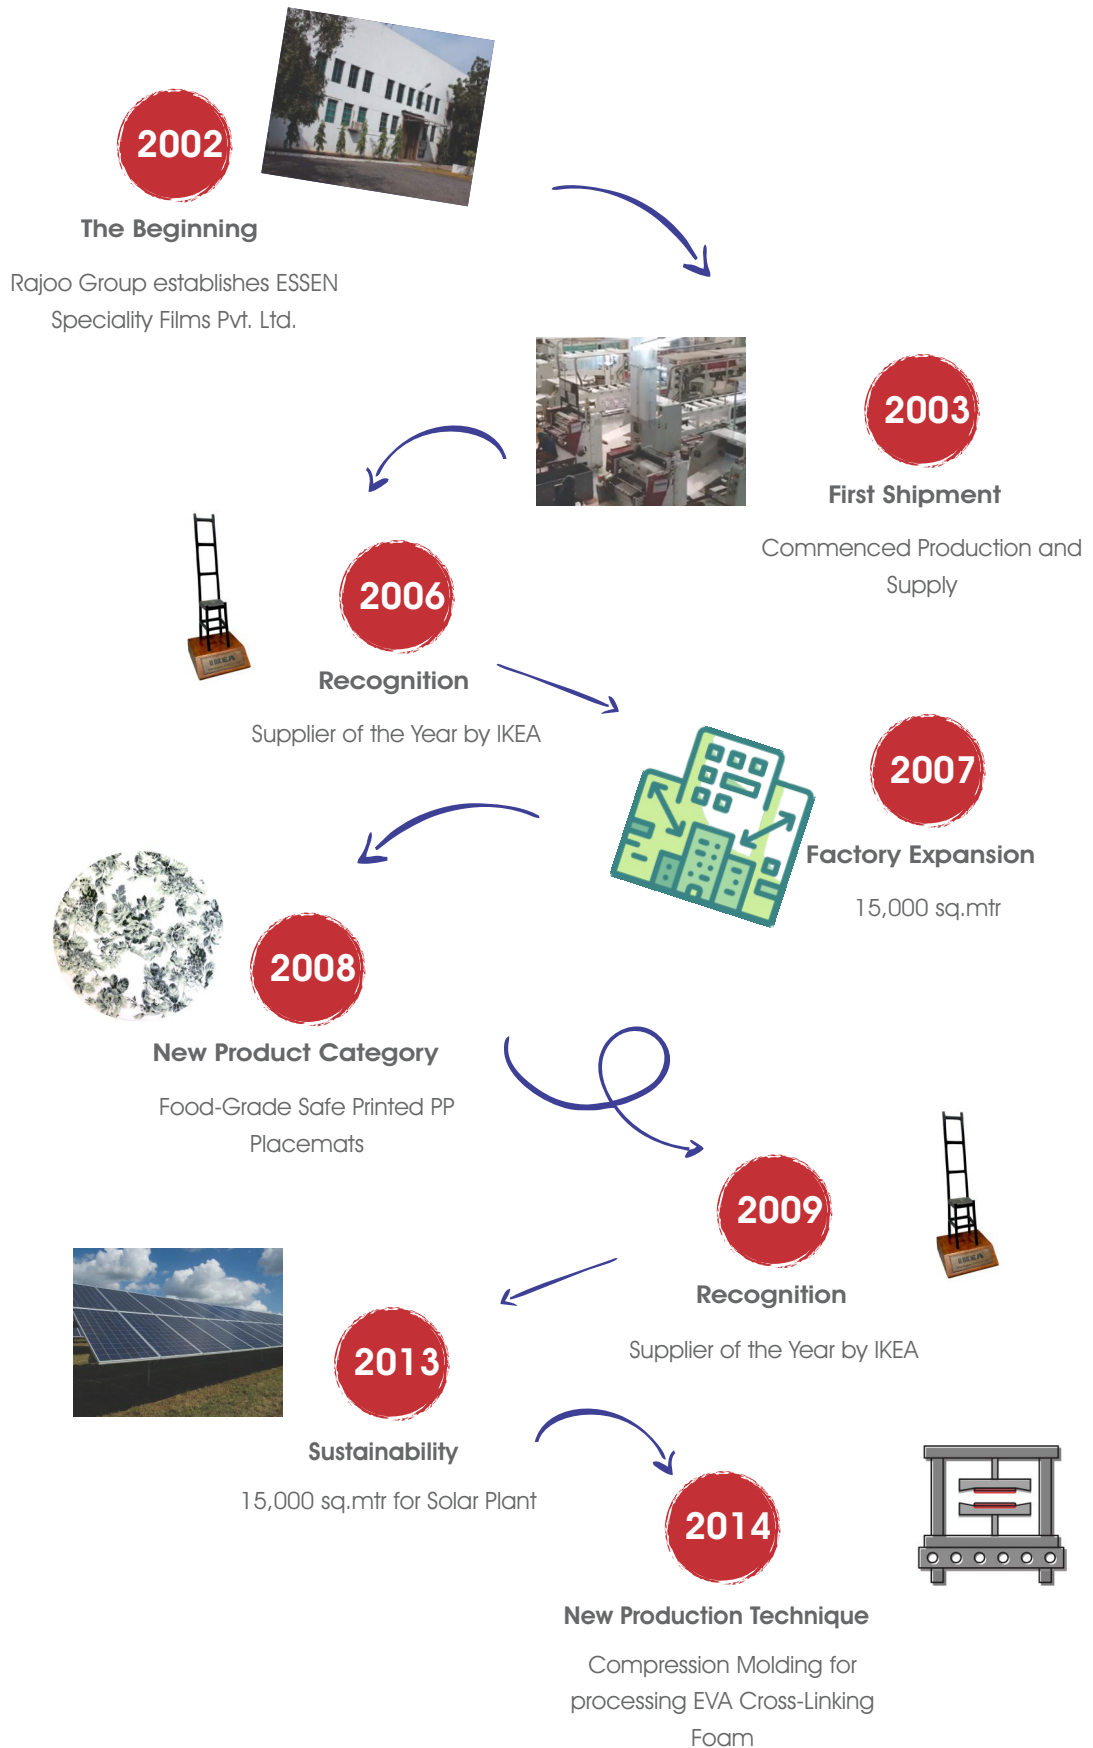 2002
The Beginning
Rajoo Group establishes ESSEN
Speciality Films Pvt. Ltd.
2003
First Shipment
Commenced Production and
Supply
IKEA
2006
Recognition
Supplier of the Year by IKEA
2007
Factory Expansion
15,000 sq.mtr
2008
New Product Category
Food-Grade Safe Printed PP
Placemats
2009
IKEA
Recognition
Supplier of the Year by IKEA
2013
Sustainability
15,000 sq.mtr for Solar Plant
2014
New Production Technique
Compression Molding for
processing EVA Cross-Linking
Foam